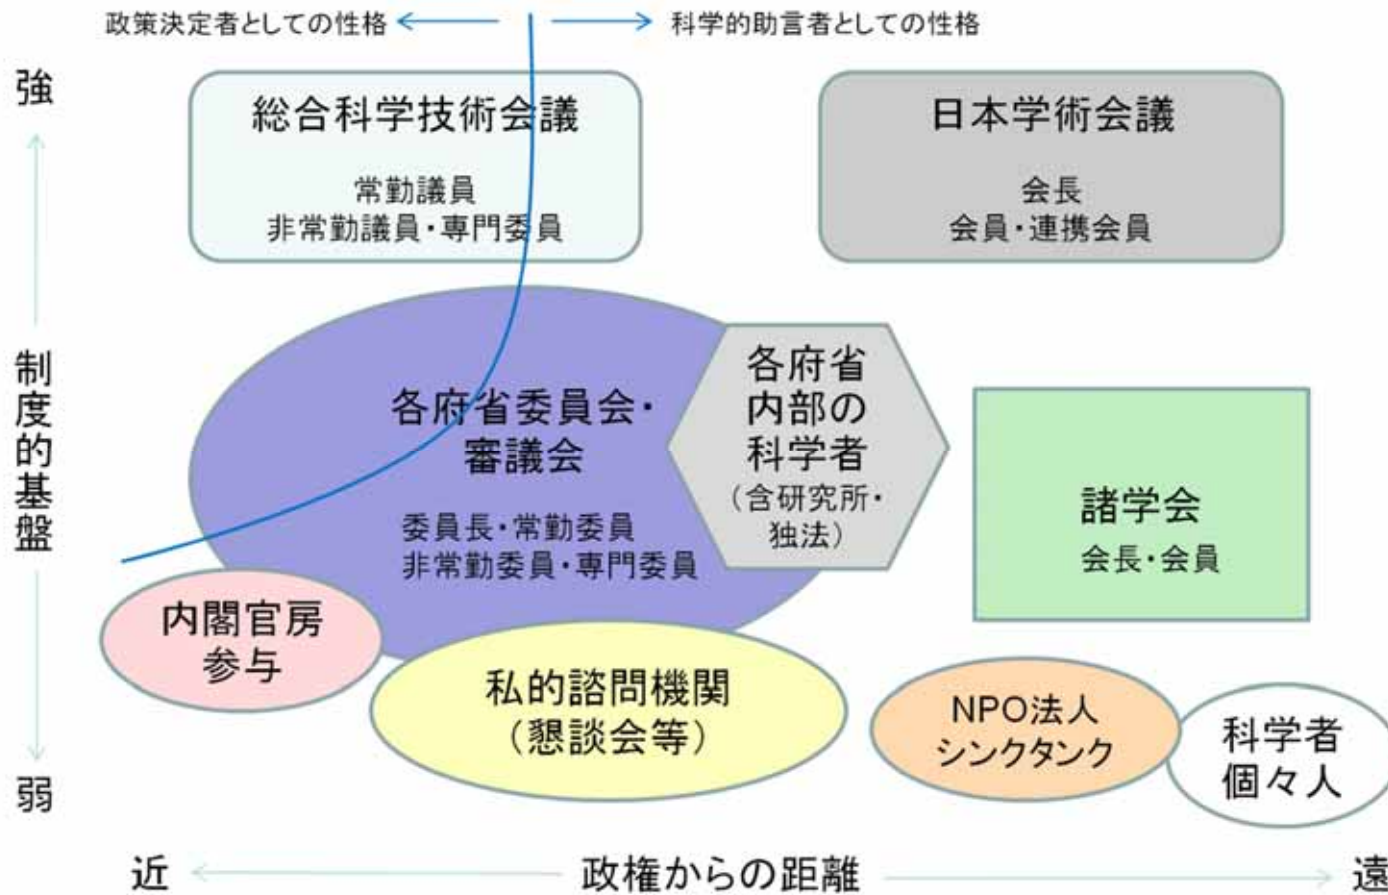 政策決定者としての性格
科学的助言者としての性格
強
総合科学技術会議
常勤議員
非常勤議員・専門委員
日本学術会議
会長
会員・連携会員
制度的基盤
各府省委員会・
審議会
委員長・常勤委員
非常勤委員・専門委員
各府省
内部の
科学者
(含研究所・
独法)
諸学会
会長・会員
内閣官房
参与
私的諮問機関
(懇談会等)
NPO法人
シンクタンク
科学者
個々人
弱
近
政権からの距離
遠